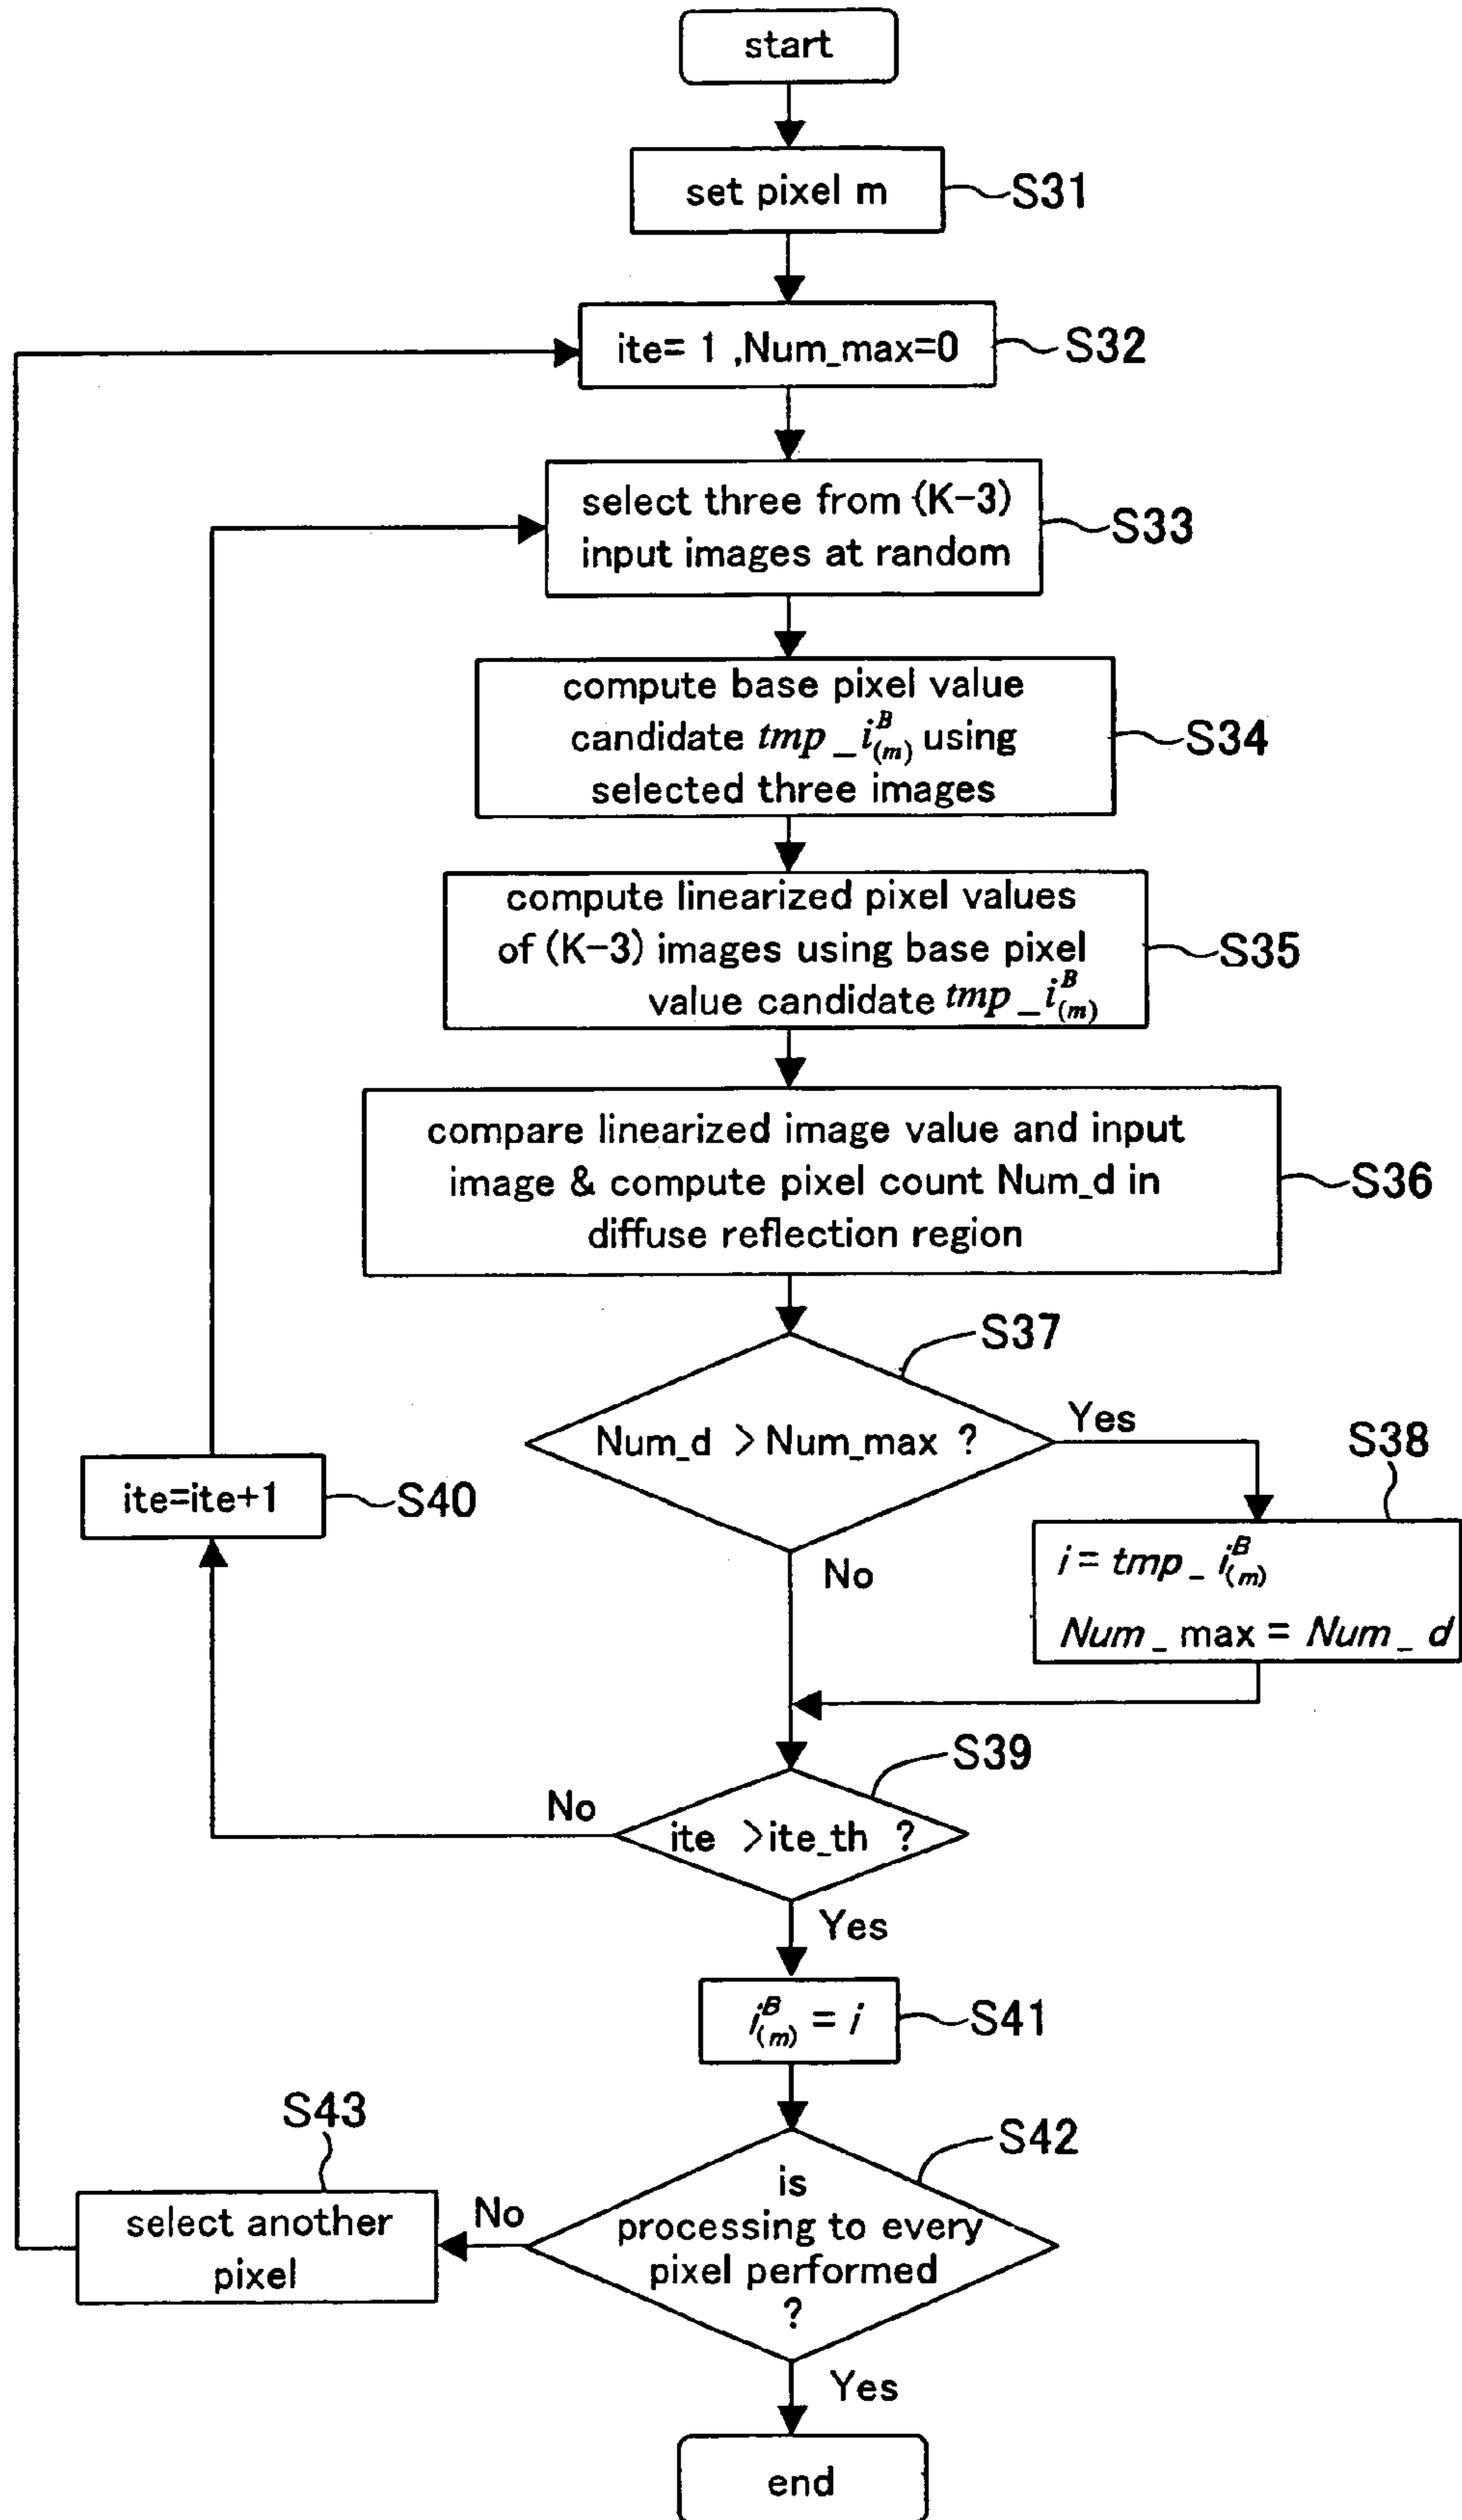 start
set pixel m
S31
ite= 1 ,Num_max=0
S32
select three from (K-3)
input images at random
S33
compute base pixel value
candidate tmp_i^B_(m) using
selected three images
S34
compute linearized pixel values
of (K-3) images using base pixel
value candidate tmp_i^B_(m)
S35
compare linearized image value and input
image & compute pixel count Num_d in
diffuse reflection region
S36
S37
Num_d >Num_max ?
Yes
No
S38
i = tmp_ i^B_(m)
Num_ max = Num_ d
ite=ite+1
S40
S39
ite >ite_th ?
No
Yes
i^B_(m) = i
S41
S42
is
processing to every
pixel performed
?
No
S43
select another
pixel
Yes
end